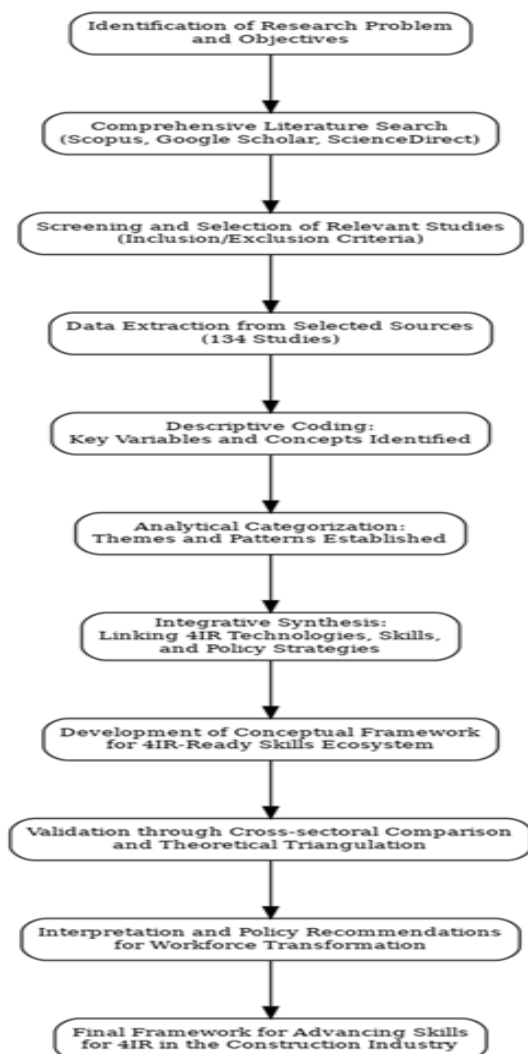 Identification of Research Problem
and Objectives
Comprehensive Literature Search
(Scopus, Google Scholar, ScienceDirect)
Screening and Selection of Relevant Studies
(Inclusion/Exclusion Criteria)
Data Extraction from Selected Sources
(134 Studies)
Descriptive Coding:
Key Variables and Concepts Identified
Analytical Categorization:
Themes and Patterns Established
Integrative Synthesis:
Linking 4IR Technologies, Skills,
and Policy Strategies
Development of Conceptual Framework
for 4IR-Ready Skills Ecosystem
Validation through Cross-sectoral Comparison
and Theoretical Triangulation
Interpretation and Policy Recommendations
for Workforce Transformation
Final Framework for Advancing Skills
for 4IR in the Construction Industry